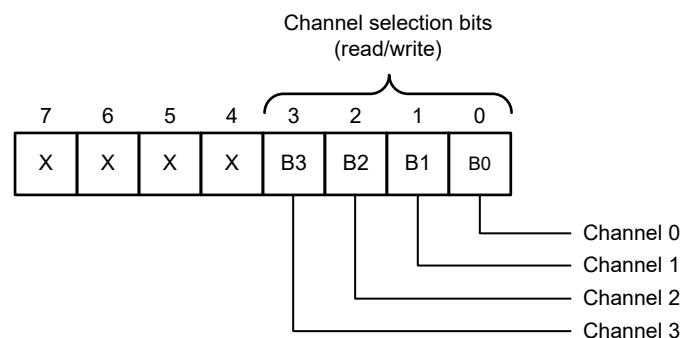 Channel selection bits
(read/write)
7 6 5 4 3 2 1 0
X X X X B3 B2 B1 B0
Channel 0
Channel 1
Channel 2
Channel 3